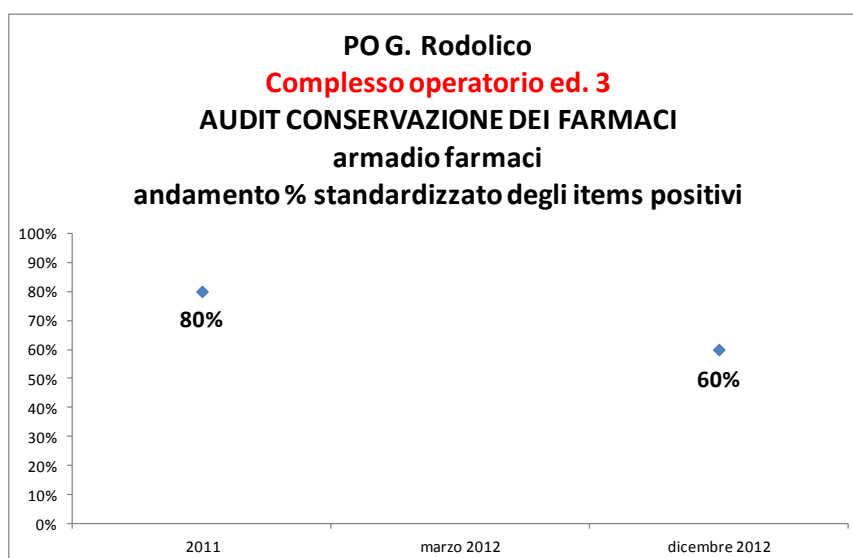 PO G. Rodolico
Complesso operatorio ed. 3
AUDIT CONSERVAZIONE DEI FARMACI
armadio farmaci
andamento % standardizzato degli items positivi
100%
90%
80%
70%
60%
50%
40%
30%
20%
10%
0%
80%
60%
2011
marzo 2012
dicembre 2012